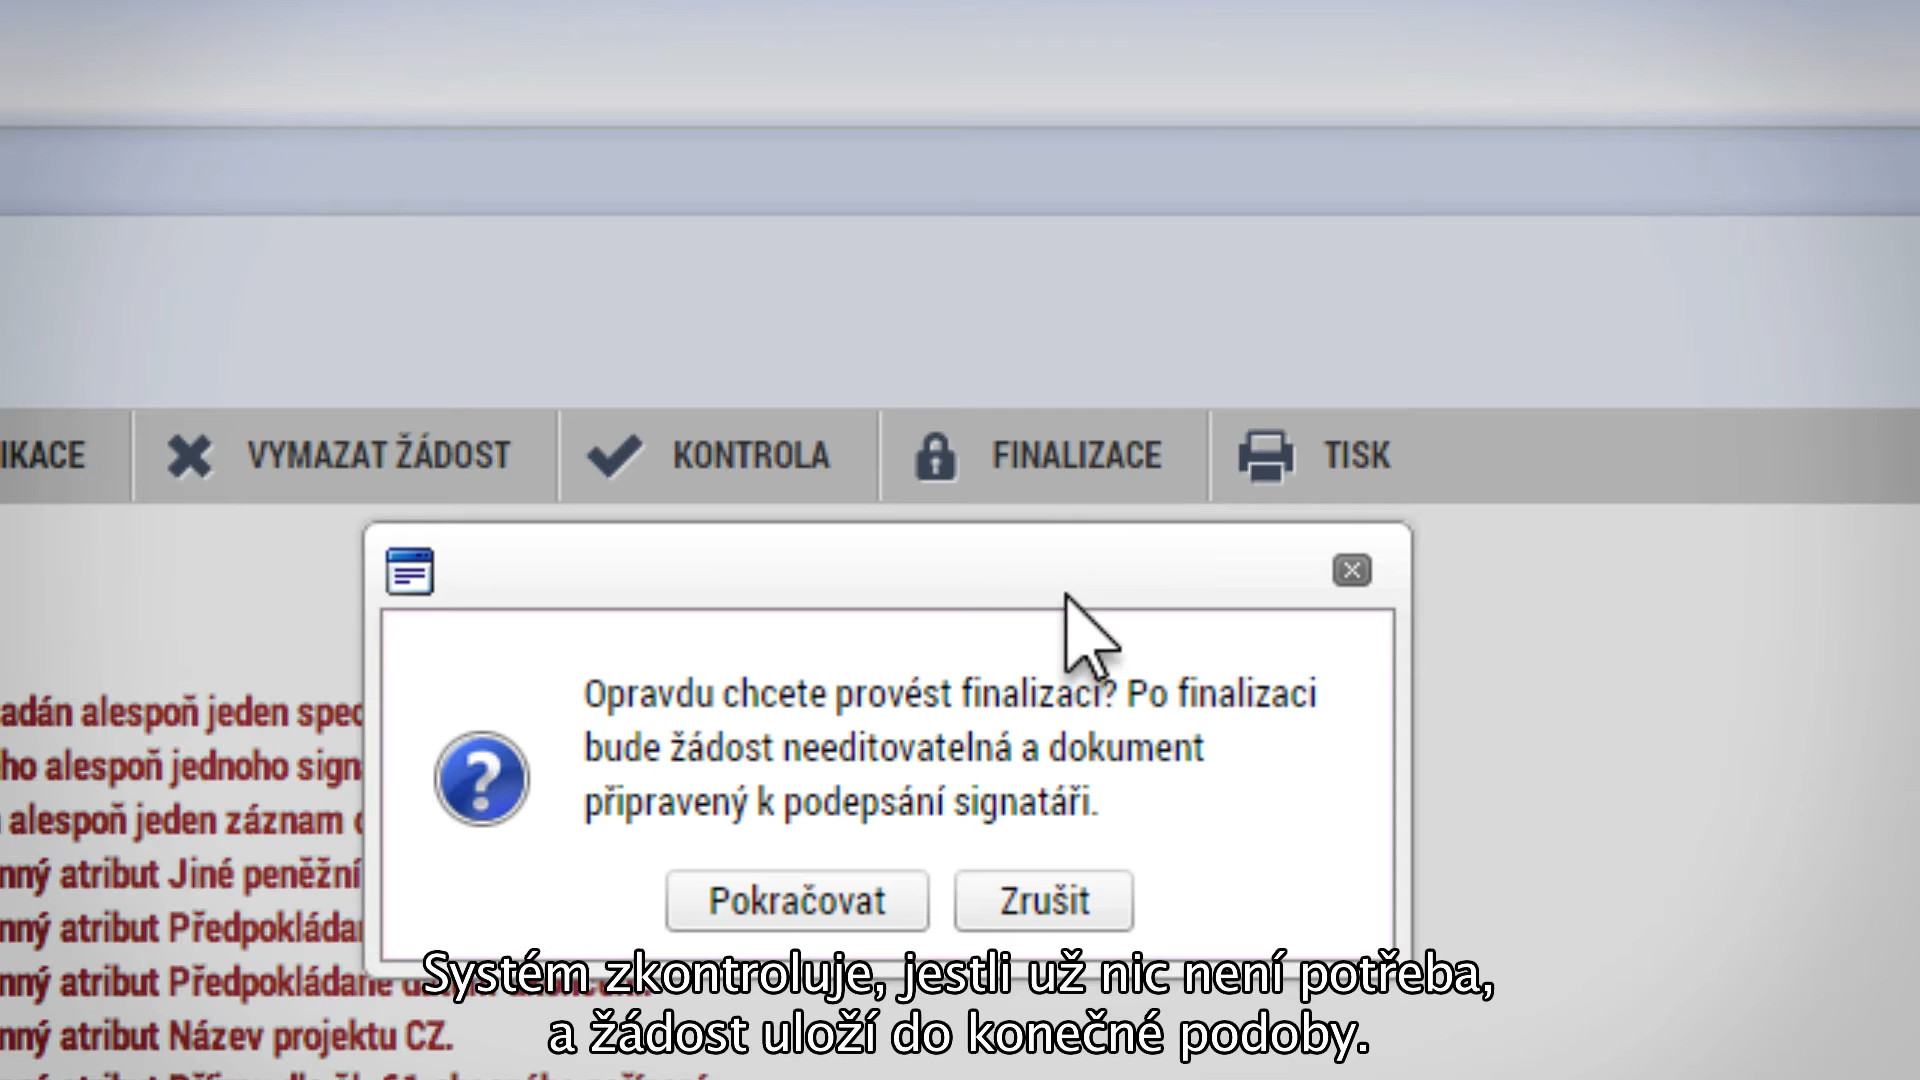 IKACE
VYMAZAT ŽÁDOST
KONTROLA
FINALIZACE
TISK
Opravdu chcete provést finalizaci? Po finalizaci
bude žádost needitovatelná a dokument
připravený k podepsání signatáři.
Pokračovat
Zrušit
adán alespoň jeden spec
ho alespoň jednoho sign
alespoň jeden záznam
nný atribut Jiné peněžní
nný atribut Předpokláda
nný atribut Předpokládané
nný atribut Název projektu CZ.
Systém zkontroluje, jestli už nic není potřeba,
a žádost uloží do konečné podoby.